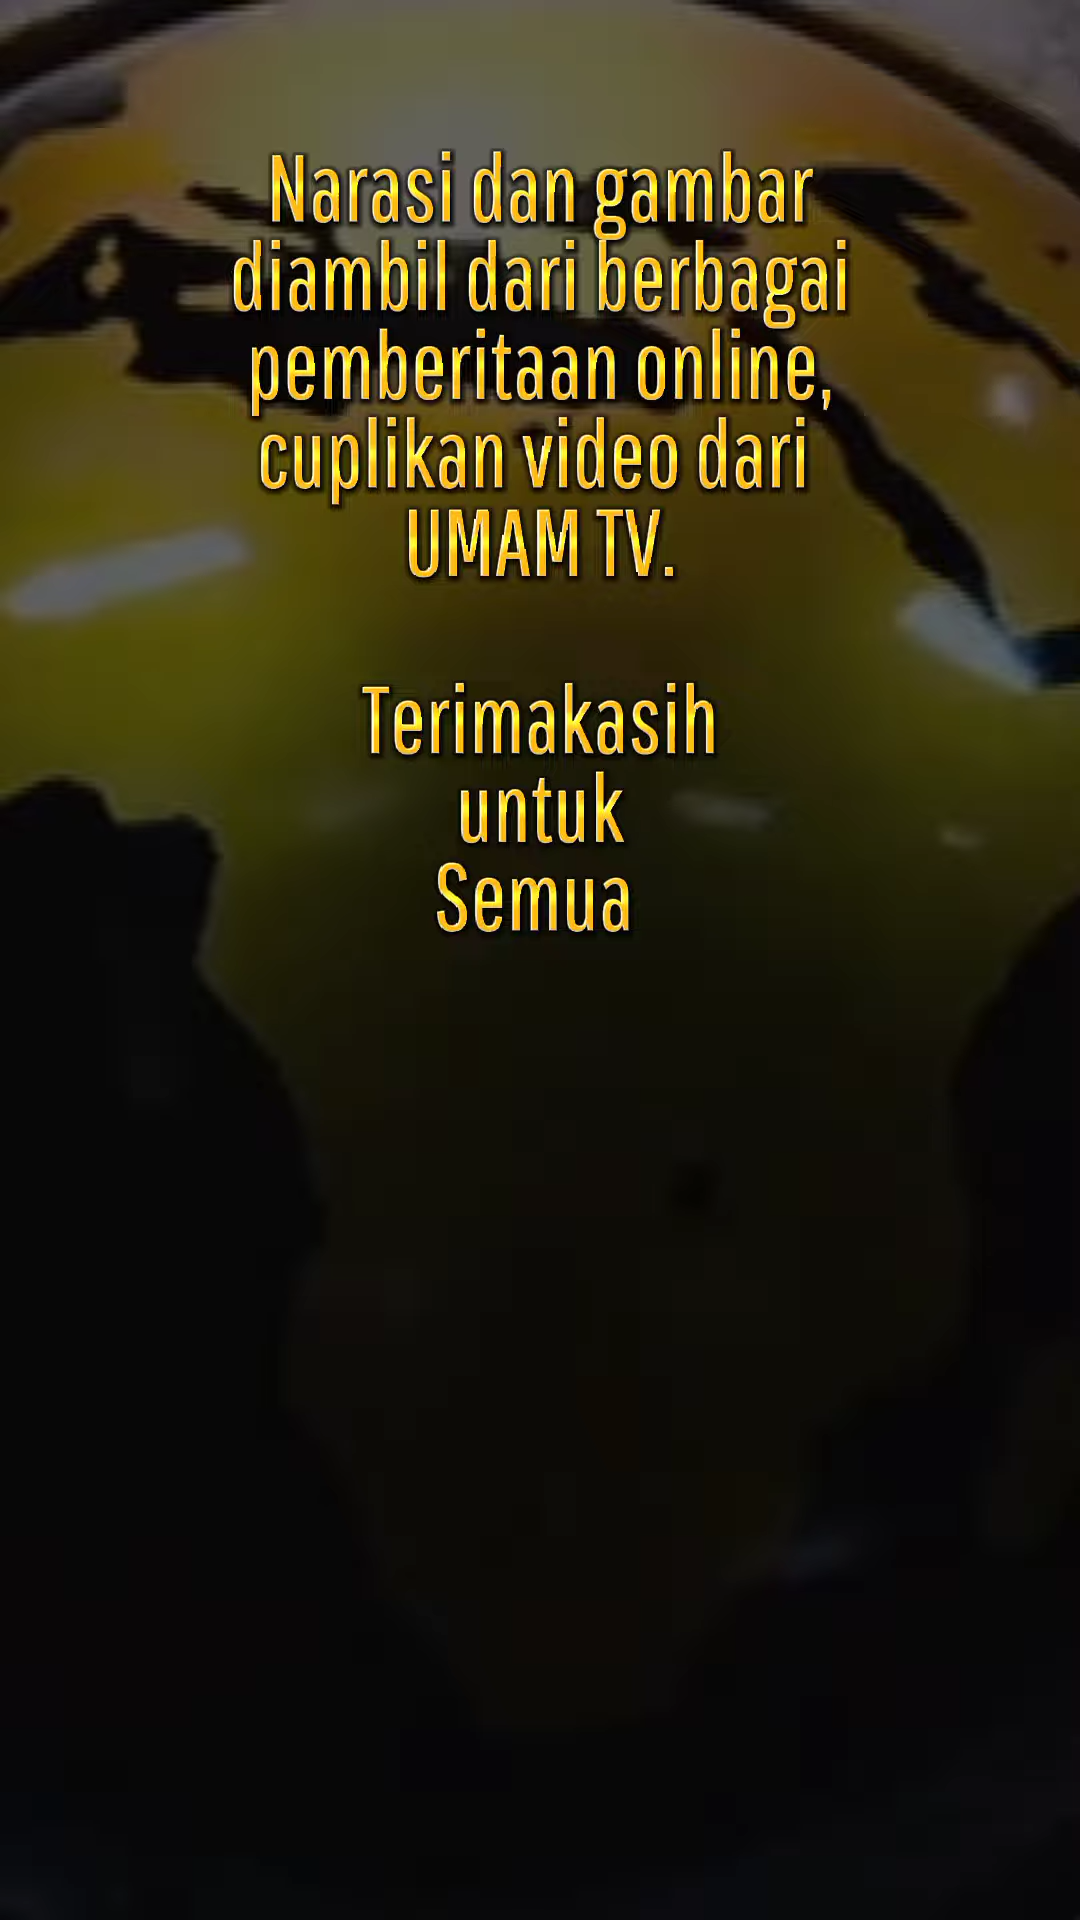 Narasi dan gambar
diambil dari berbagai
pemberitaan online,
cuplikan video dari
UMAM TV.
Terimakasih
untuk
Semua